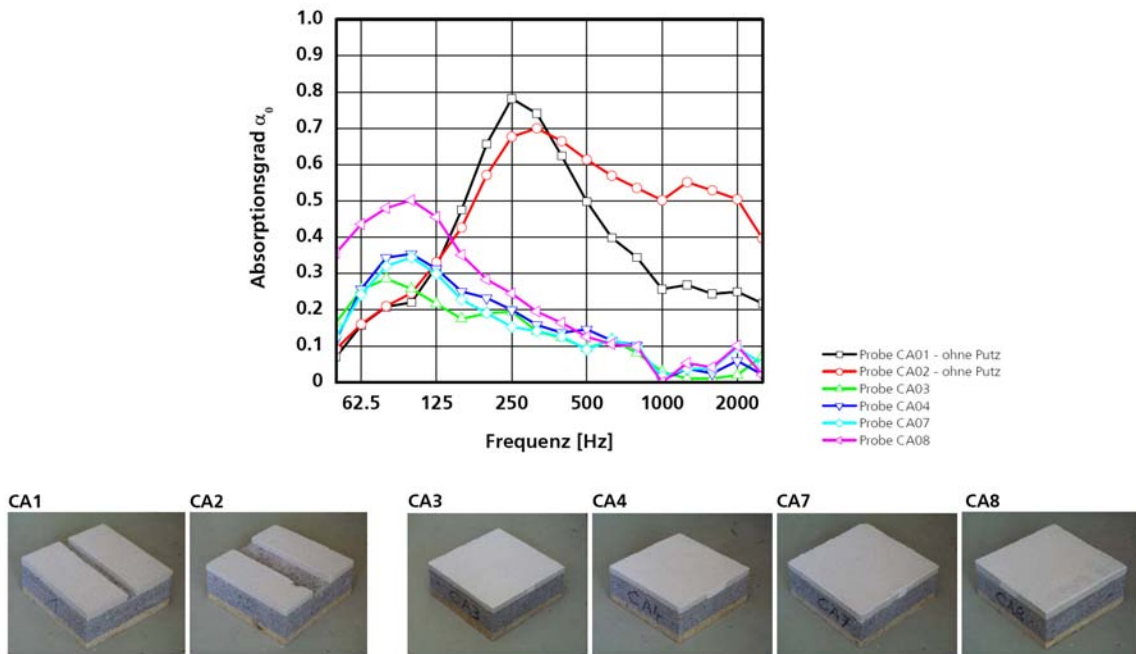 1.0
0.9
0.8
0.7
0.6
0.5
0.4
0.3
0.2
0.1
0
Absorptionsgrad α₀
62.5 125 250 500 1000 2000
Frequenz [Hz]
Probe CA01 - ohne Putz
Probe CA02 - ohne Putz
Probe CA03
Probe CA04
Probe CA07
Probe CA08
CA1 CA2 CA3 CA4 CA7 CA8
CA3 CA4 CA7